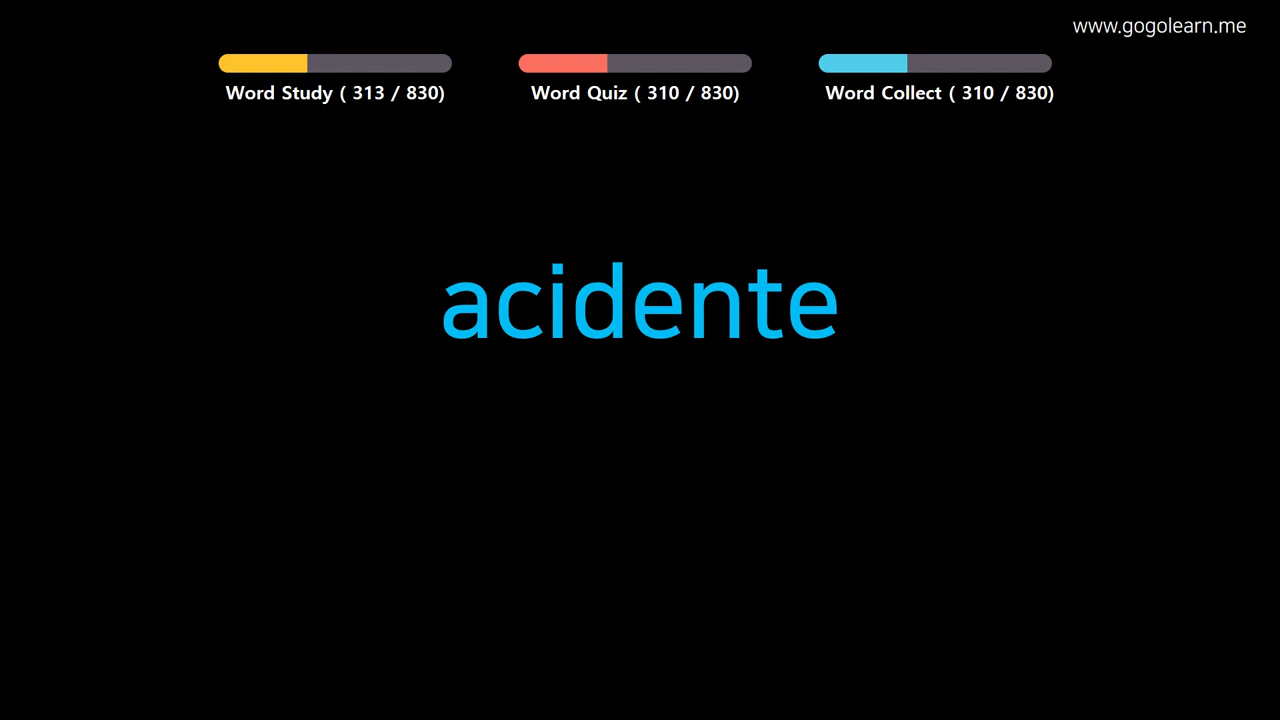 www.gogolearn.me
Word Study ( 313 / 830)
Word Quiz ( 310 / 830)
Word Collect ( 310 / 830)
acidente